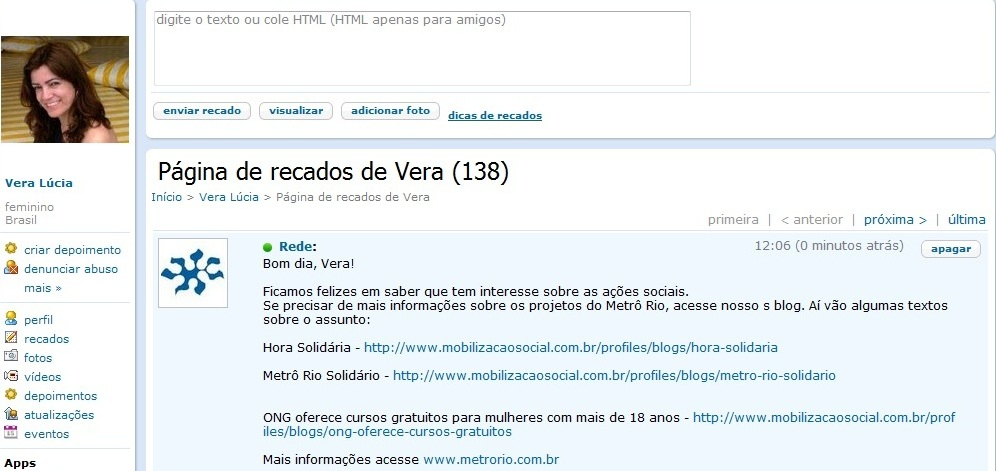 digite o texto ou cole HTML (HTML apenas para amigos)
enviar recado visualizar adicionar foto dicas de recados
Vera Lúcia
feminino
Brasil
criar depoimento
denunciar abuso
mais »
perfil
recados
fotos
vídeos
depoimentos
atualizações
eventos
Apps
Página de recados de Vera (138)
Início > Vera Lúcia > Página de recados de Vera
primeira | < anterior | próxima > | última
Rede: 12:06 (0 minutos atrás) apagar
Bom dia, Vera!
Ficamos felizes em saber que tem interesse sobre as ações sociais.
Se precisar de mais informações sobre os projetos do Metrô Rio, acesse nosso s blog. Aí vão algumas textos
sobre o assunto:
Hora Solidária - http://www.mobilizacaosocial.com.br/profiles/blogs/hora-solidaria
Metrô Rio Solidário - http://www.mobilizacaosocial.com.br/profiles/blogs/metro-rio-solidario
ONG oferece cursos gratuitos para mulheres com mais de 18 anos - http://www.mobilizacaosocial.com.br/prof
iles/blogs/ong-oferece-cursos-gratuitos
Mais informações acesse www.metrorio.com.br